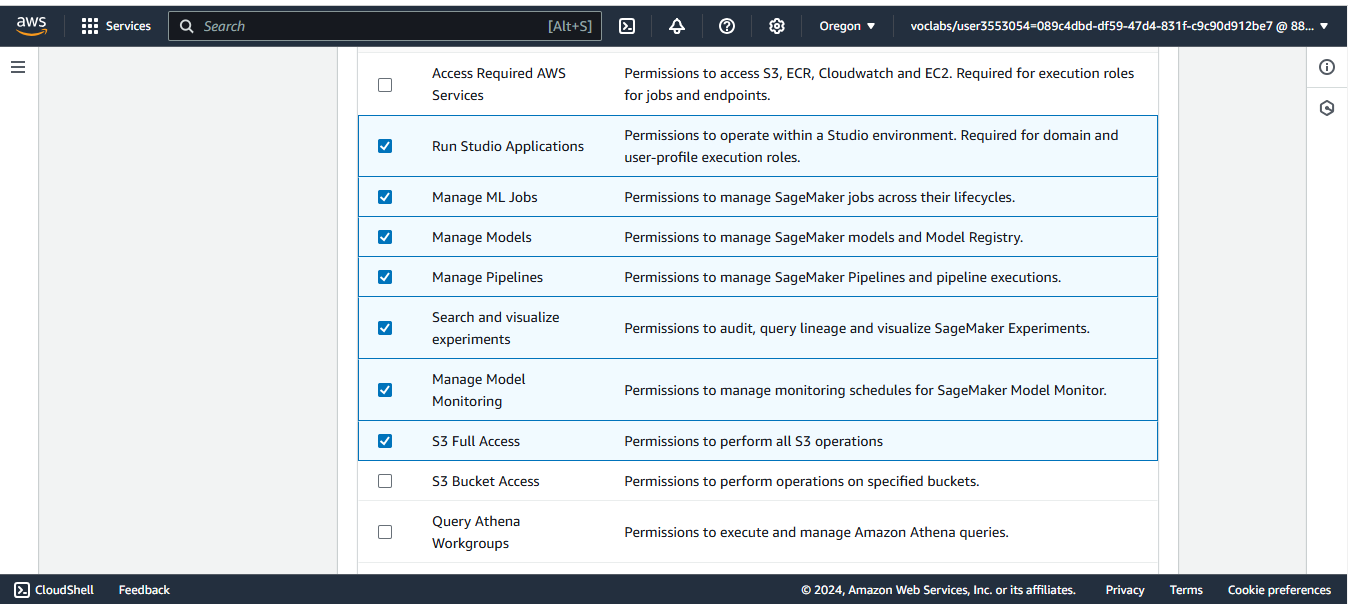 aws
Services
Search
[Alt+S]
Oregon
voclabs/user3553054=089c4dbd-df59-47d4-831f-c9c90d912be7 @ 88...
Access Required AWS
Services
Permissions to access S3, ECR, Cloudwatch and EC2. Required for execution roles
for jobs and endpoints.
Run Studio Applications
Permissions to operate within a Studio environment. Required for domain and
user-profile execution roles.
Manage ML Jobs
Permissions to manage SageMaker jobs across their lifecycles.
Manage Models
Permissions to manage SageMaker models and Model Registry.
Manage Pipelines
Permissions to manage SageMaker Pipelines and pipeline executions.
Search and visualize
experiments
Permissions to audit, query lineage and visualize SageMaker Experiments.
Manage Model
Monitoring
Permissions to manage monitoring schedules for SageMaker Model Monitor.
S3 Full Access
Permissions to perform all S3 operations
S3 Bucket Access
Permissions to perform operations on specified buckets.
Query Athena
Workgroups
Permissions to execute and manage Amazon Athena queries.
CloudShell
Feedback
© 2024, Amazon Web Services, Inc. or its affiliates.
Privacy
Terms
Cookie preferences